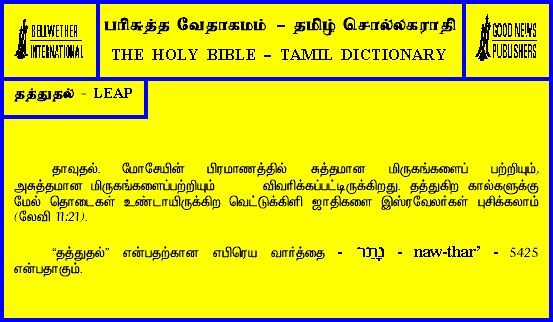 BELLWETHER
INTERNATIONAL
பரிசுத்த வேதாகமம் – தமிழ் சொல்லகராதி
THE HOLY BIBLE – TAMIL DICTIONARY
GOOD NEWS
PUBLISHERS
தத்துதல் - LEAP
தாவுதல். மோசேயின் பிரமாணத்தில் சுத்தமான மிருகங்களைப் பற்றியும்,
அசுத்தமான மிருகங்களைப்பற்றியும் விவரிக்கப்பட்டிருக்கிறது. தத்துகிற கால்களுக்கு
மேல் தொடைகள் உண்டாயிருக்கிற வெட்டுக்கிளி ஜாதிகளை இஸ்ரவேலர்கள் புசிக்கலாம்
(லேவி 11:21).
“தத்துதல்” என்பதற்கான எபிரெய வார்த்தை - נָתַר - naw-thar’ - 5425
என்பதாகும்.